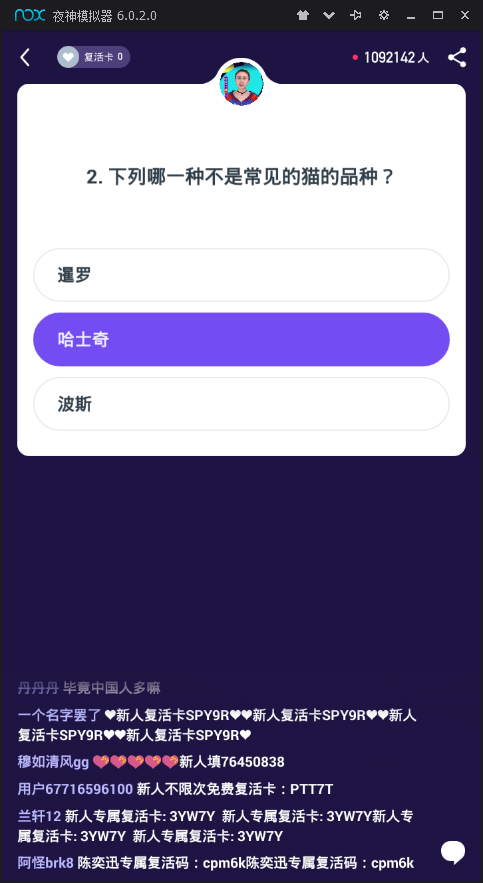 nox 夜神模拟器 6.0.2.0
复活卡 0
1092142 人
2. 下列哪一种不是常见的猫的品种？
暹罗
哈士奇
波斯
丹丹丹 毕竟中国人多嘛
一个名字罢了 ❤新人复活卡SPY9R❤❤新人复活卡SPY9R❤❤新人
复活卡SPY9R❤❤新人复活卡SPY9R❤
穆如清风gg 💝💝💝💝💝新人填76450838
用户67716596100 新人不限次免费复活卡：PTT7T
兰轩12 新人专属复活卡: 3YW7Y 新人专属复活卡: 3YW7Y新人专
属复活卡: 3YW7Y 新人专属复活卡: 3YW7Y
阿怪brk8 陈奕迅专属复活码：cpm6k陈奕迅专属复活码：cpm6k